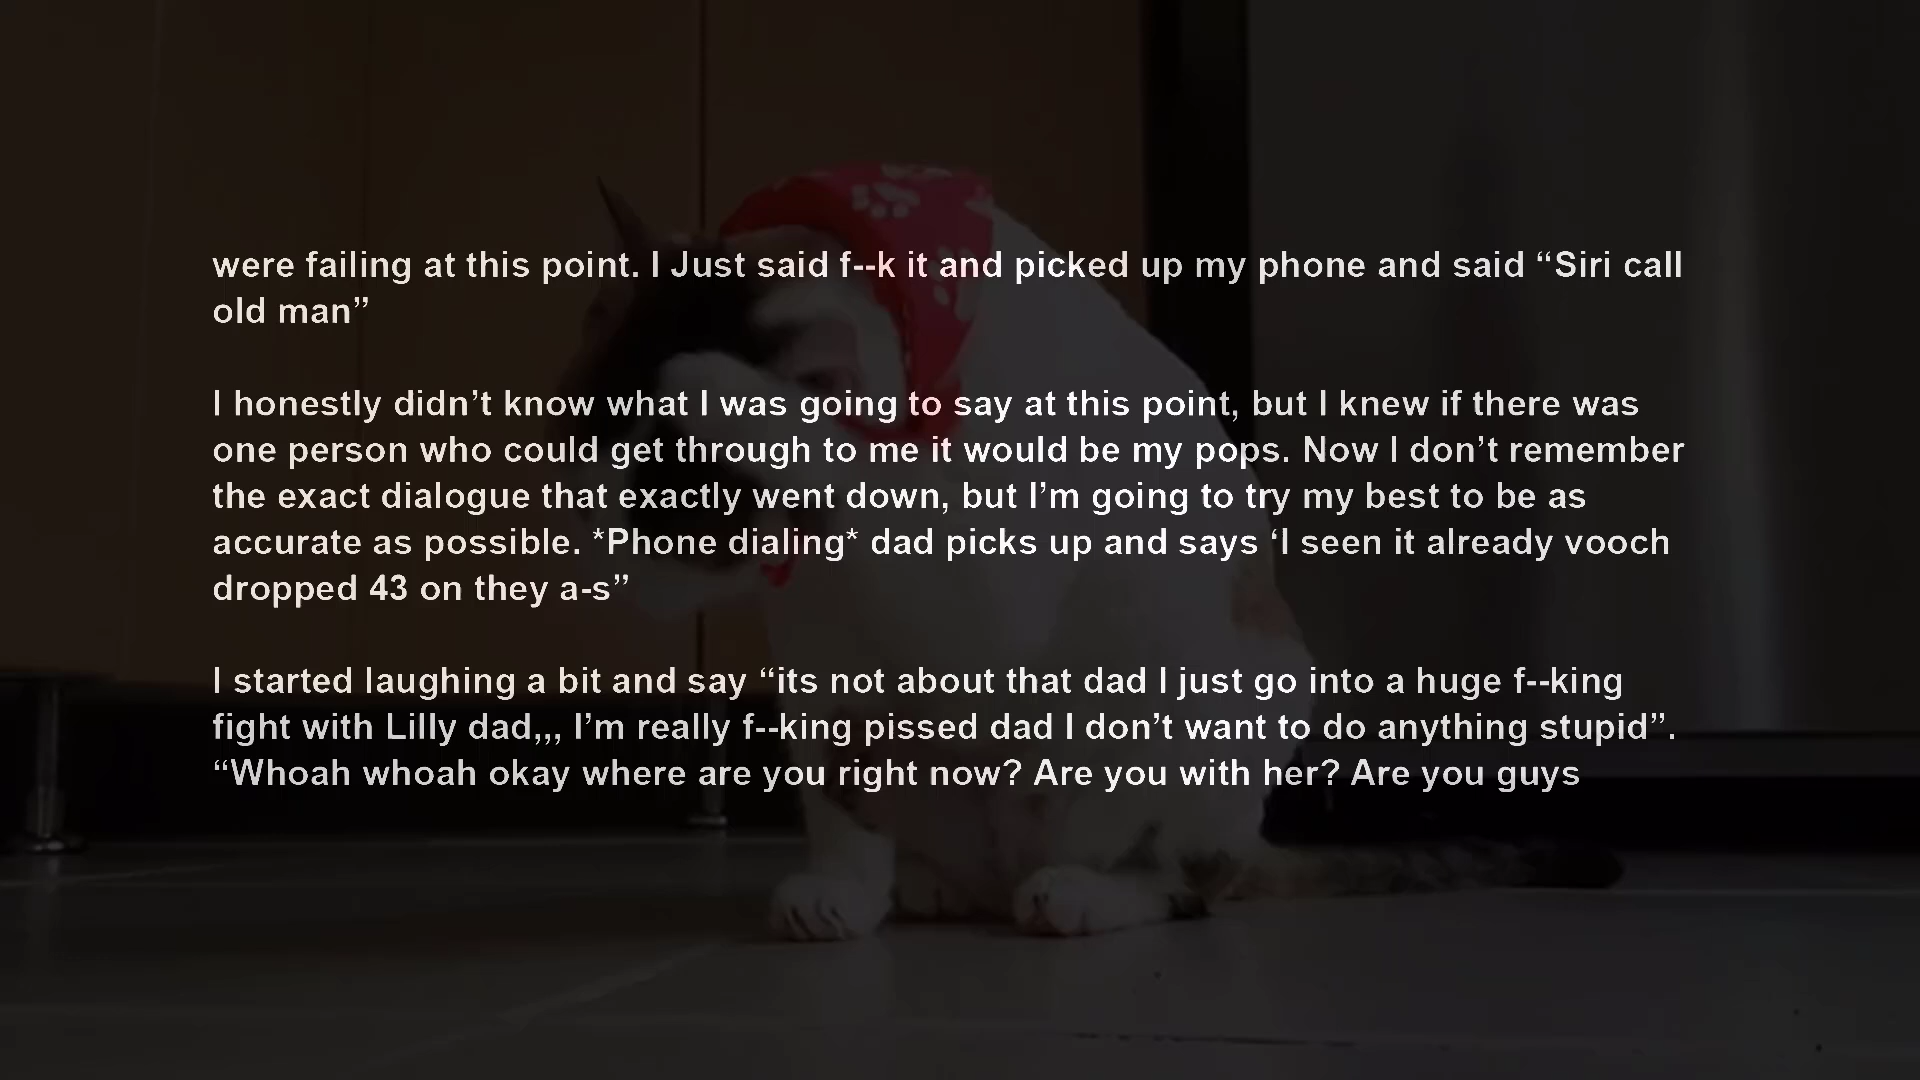 were failing at this point. I Just said f--k it and picked up my phone and said “Siri call
old man”
I honestly didn’t know what I was going to say at this point, but I knew if there was
one person who could get through to me it would be my pops. Now I don’t remember
the exact dialogue that exactly went down, but I’m going to try my best to be as
accurate as possible. *Phone dialing* dad picks up and says ‘I seen it already vooch
dropped 43 on they a-s”
I started laughing a bit and say “its not about that dad I just go into a huge f--king
fight with Lilly dad,,, I’m really f--king pissed dad I don’t want to do anything stupid”.
“Whoah whoah okay where are you right now? Are you with her? Are you guys